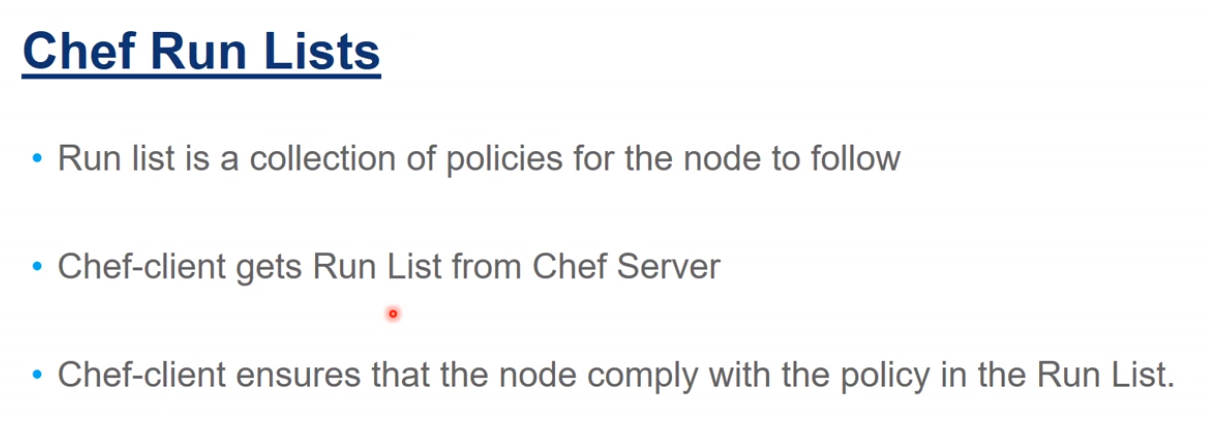 Chef Run Lists
• Run list is a collection of policies for the node to follow
• Chef-client gets Run List from Chef Server
• Chef-client ensures that the node comply with the policy in the Run List.